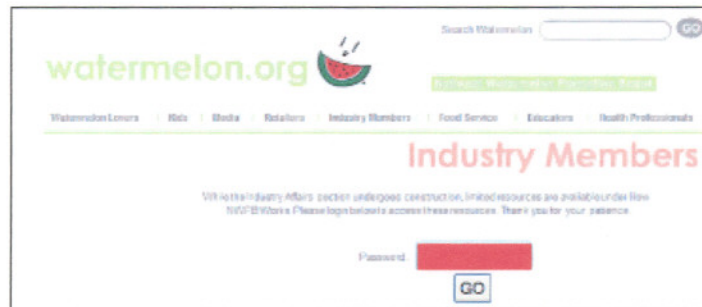 Search Watermelon GO
watermelon.org
National Watermelon Promotion Board
Watermelon Lovers Kids Media Retailers Industry Members Food Service Educators Health Professionals
Industry Members
While the Industry Affairs section undergoes construction, limited resources are available under How
NWPB Works. Please login below to access these resources. Thank you for your patience.
Password:
GO